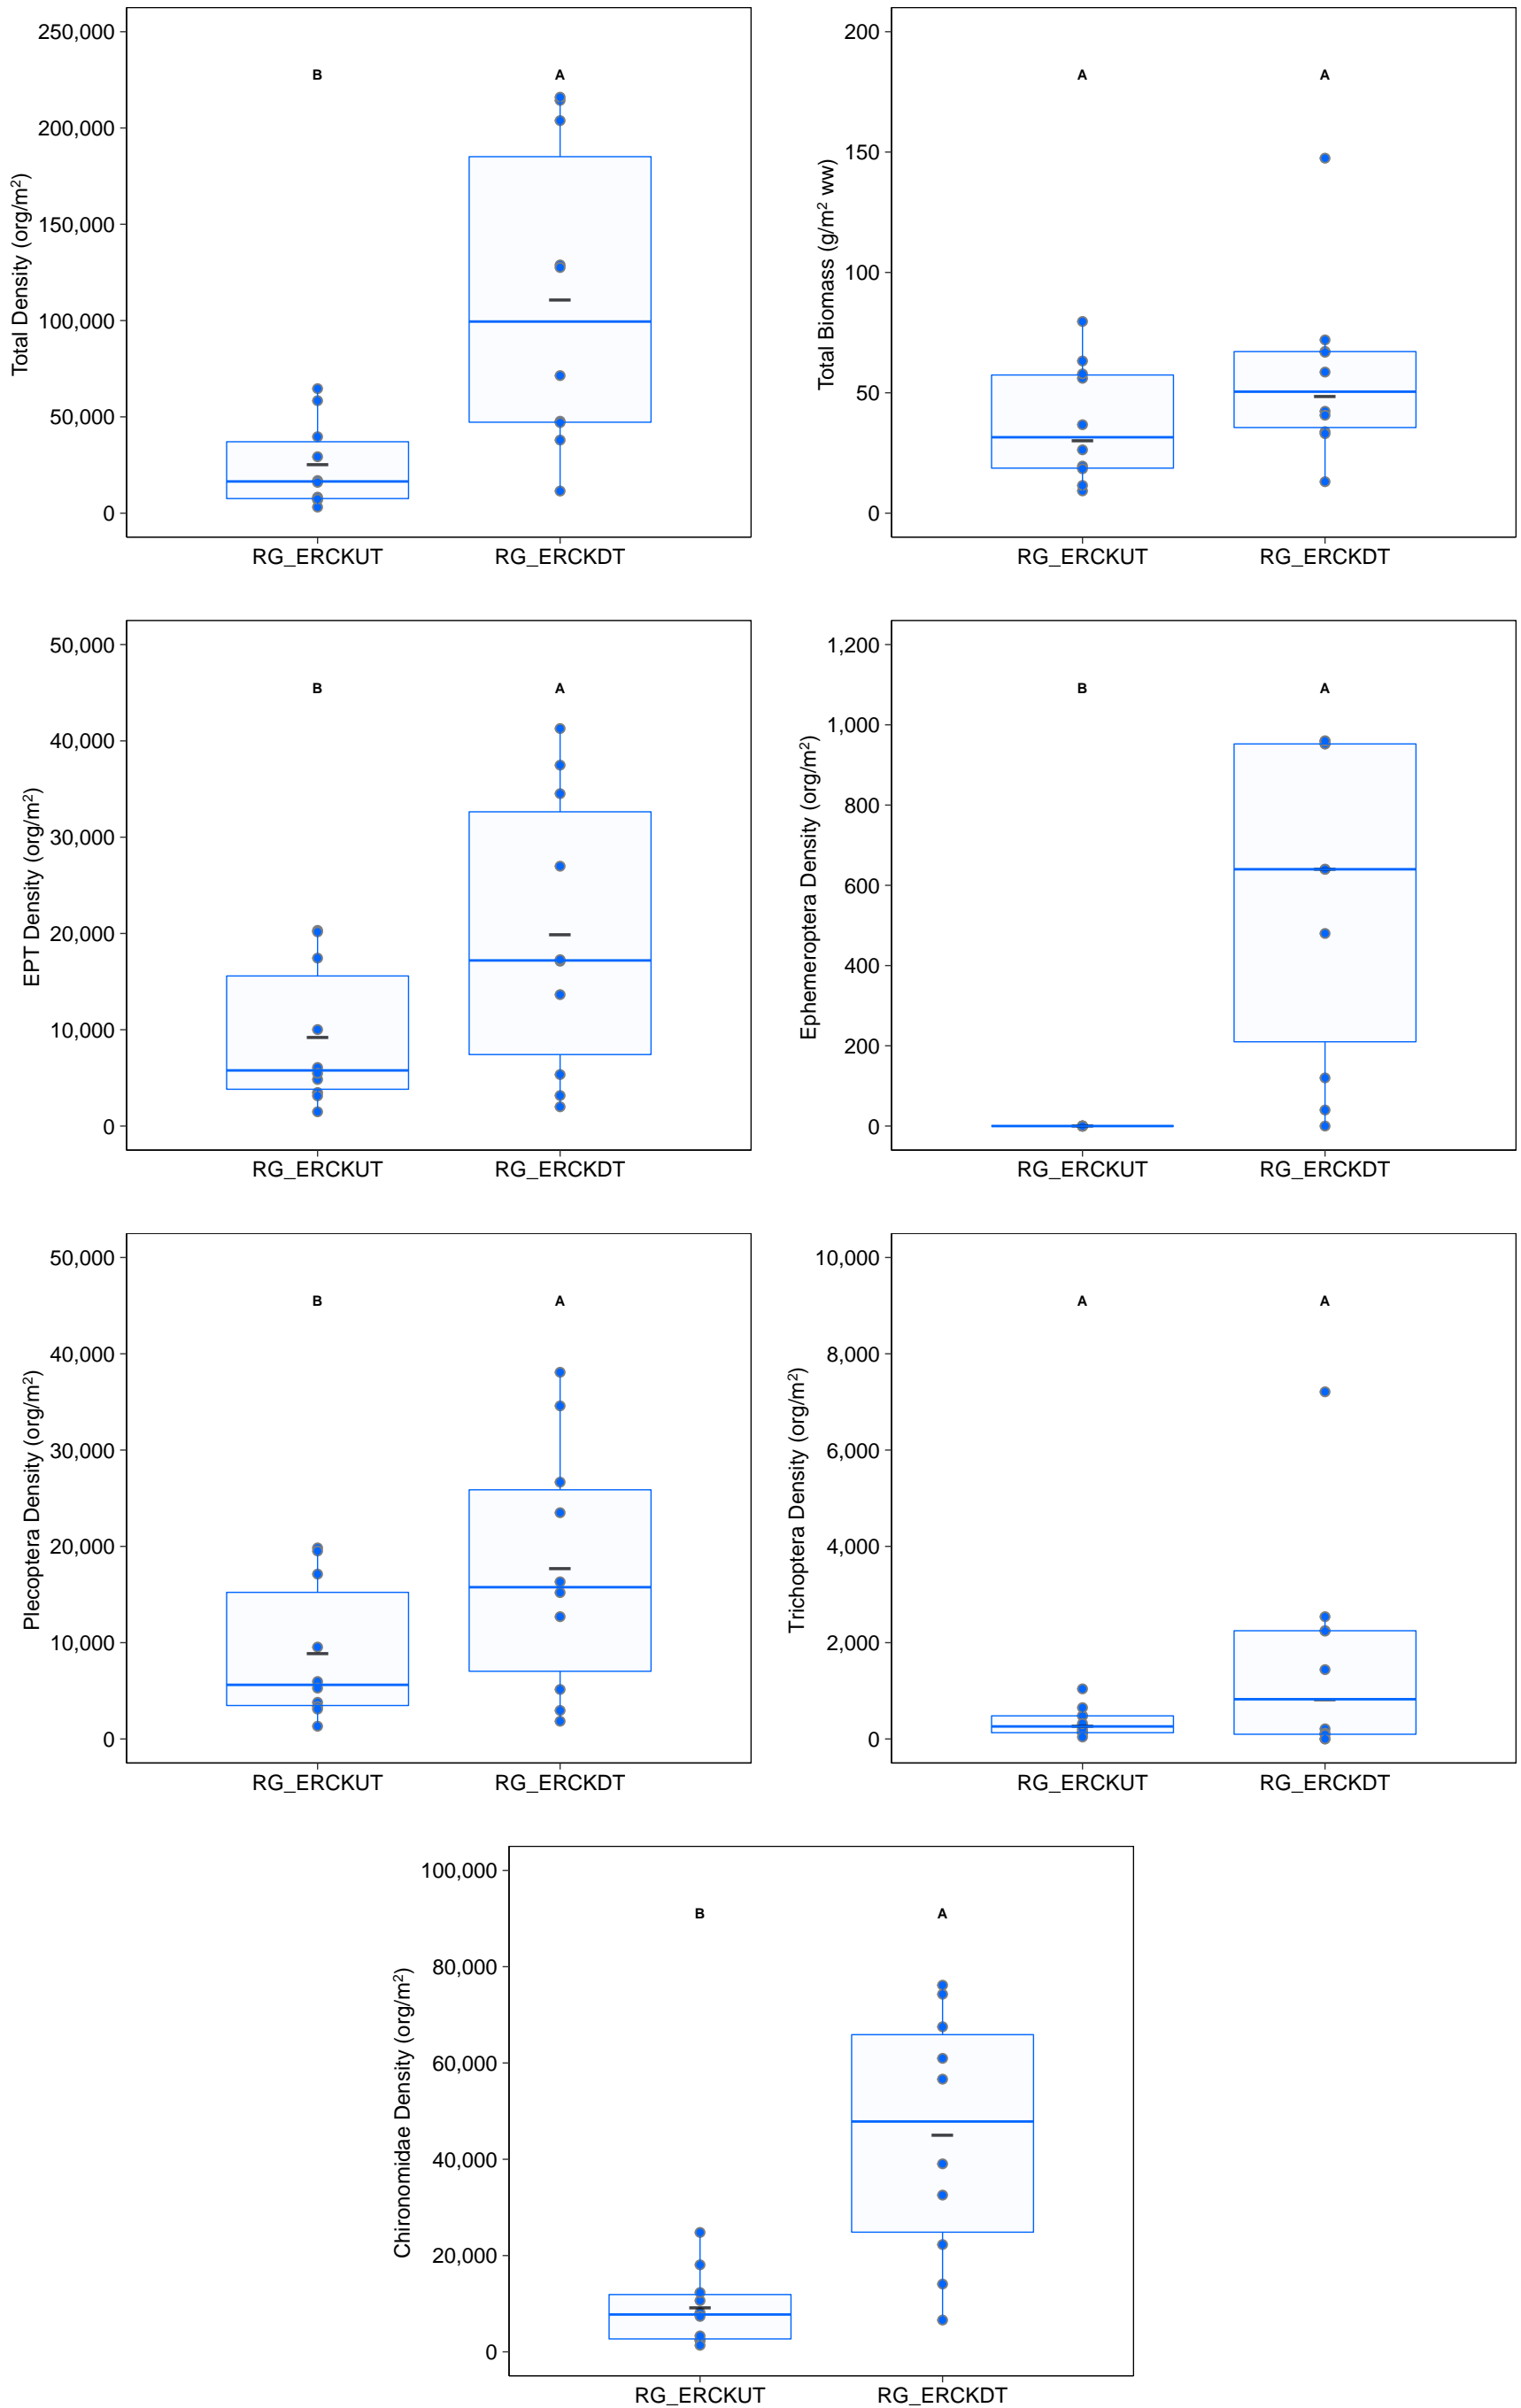 250,000
200,000
150,000
100,000
50,000
0
Total Density (org/m²)
B
A
RG_ERCKUT
RG_ERCKDT
200
150
100
50
0
Total Biomass (g/m² ww)
A
A
RG_ERCKUT
RG_ERCKDT
50,000
40,000
30,000
20,000
10,000
0
EPT Density (org/m²)
B
A
RG_ERCKUT
RG_ERCKDT
1,200
1,000
800
600
400
200
0
Ephemeroptera Density (org/m²)
B
A
RG_ERCKUT
RG_ERCKDT
50,000
40,000
30,000
20,000
10,000
0
Plecoptera Density (org/m²)
B
A
RG_ERCKUT
RG_ERCKDT
10,000
8,000
6,000
4,000
2,000
0
Trichoptera Density (org/m²)
A
A
RG_ERCKUT
RG_ERCKDT
100,000
80,000
60,000
40,000
20,000
0
Chironomidae Density (org/m²)
B
A
RG_ERCKUT
RG_ERCKDT